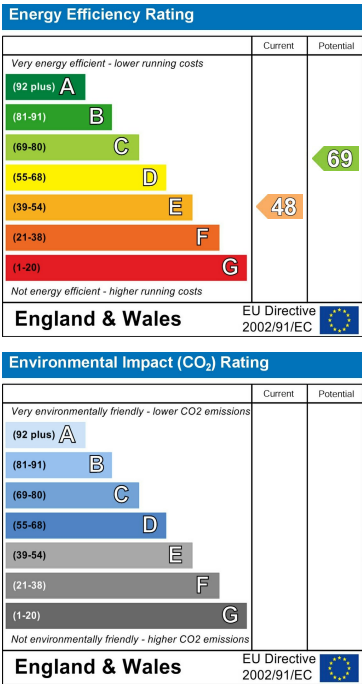 Energy Efficiency Rating
Current Potential
Very energy efficient - lower running costs
(92 plus) A
(81-91) B
(69-80) C
(55-68) D
(39-54) E
(21-38) F
(1-20) G
69
48
Not energy efficient - higher running costs
England & Wales
EU Directive
2002/91/EC
Environmental Impact (CO₂) Rating
Current Potential
Very environmentally friendly - lower CO2 emissions
(92 plus) A
(81-91) B
(69-80) C
(55-68) D
(39-54) E
(21-38) F
(1-20) G
Not environmentally friendly - higher CO2 emissions
England & Wales
EU Directive
2002/91/EC